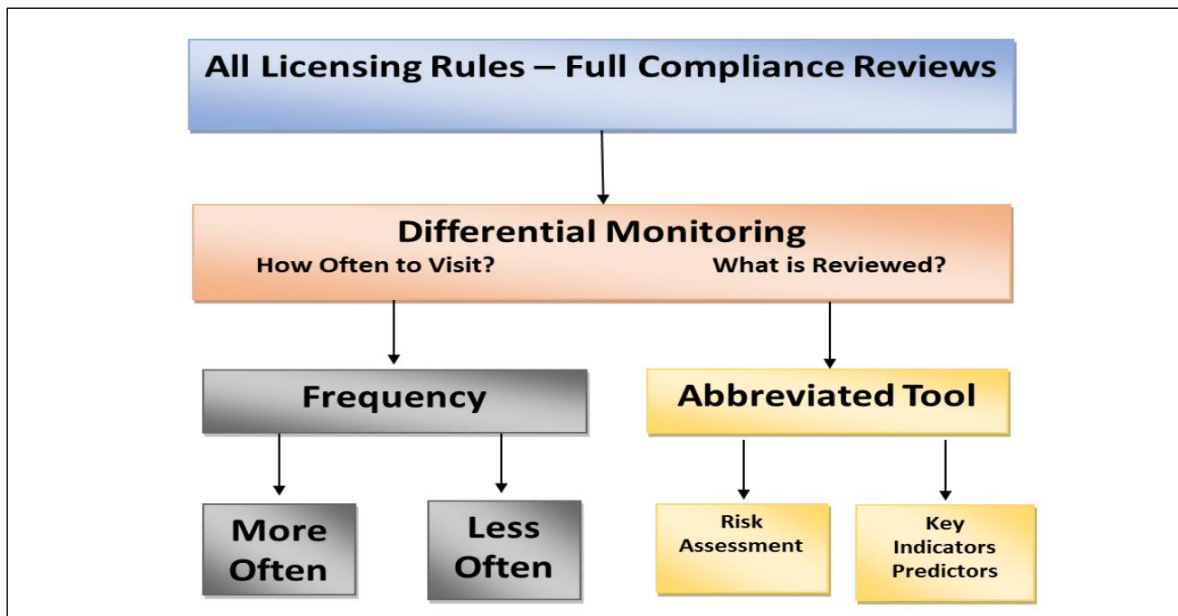 All Licensing Rules – Full Compliance Reviews
Differential Monitoring
How Often to Visit?
What is Reviewed?
Frequency
Abbreviated Tool
More
Often
Less
Often
Risk
Assessment
Key
Indicators
Predictors